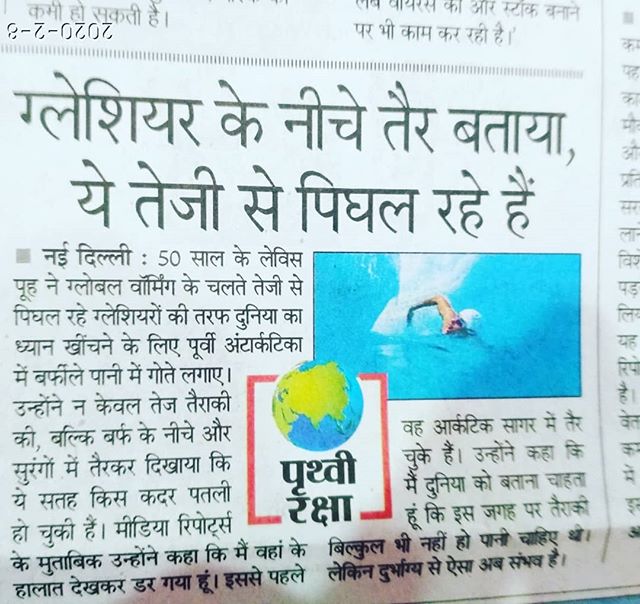 कमी हो सकती है।
लैब वायरस का और स्टॉक बनाने
पर भी काम कर रही है।'
2020-2-8
ग्लेशियर के नीचे तैर बताया,
ये तेजी से पिघल रहे हैं
नई दिल्ली : 50 साल के लेविस
पूह ने ग्लोबल वॉर्मिंग के चलते तेजी से
पिघल रहे ग्लेशियरों की तरफ दुनिया का
ध्यान खींचने के लिए पूर्वी अंटार्कटिका
में बर्फीले पानी में गोते लगाए।
उन्होंने न केवल तेज तैराकी
की, बल्कि बर्फ के नीचे और
सुरंगों में तैरकर दिखाया कि
ये सतह किस कदर पतली
हो चुकी हैं। मीडिया रिपोर्ट्स
के मुताबिक उन्होंने कहा कि मैं वहां के
हालात देखकर डर गया हूं। इससे पहले
पृथ्वी
रक्षा
वह आर्कटिक सागर में तैर
चुके हैं। उन्होंने कहा कि
मैं दुनिया को बताना चाहता
हूं कि इस जगह पर तैराकी
बिल्कुल भी नहीं हो पानी चाहिए थी।
लेकिन दुर्भाग्य से ऐसा अब संभव है।